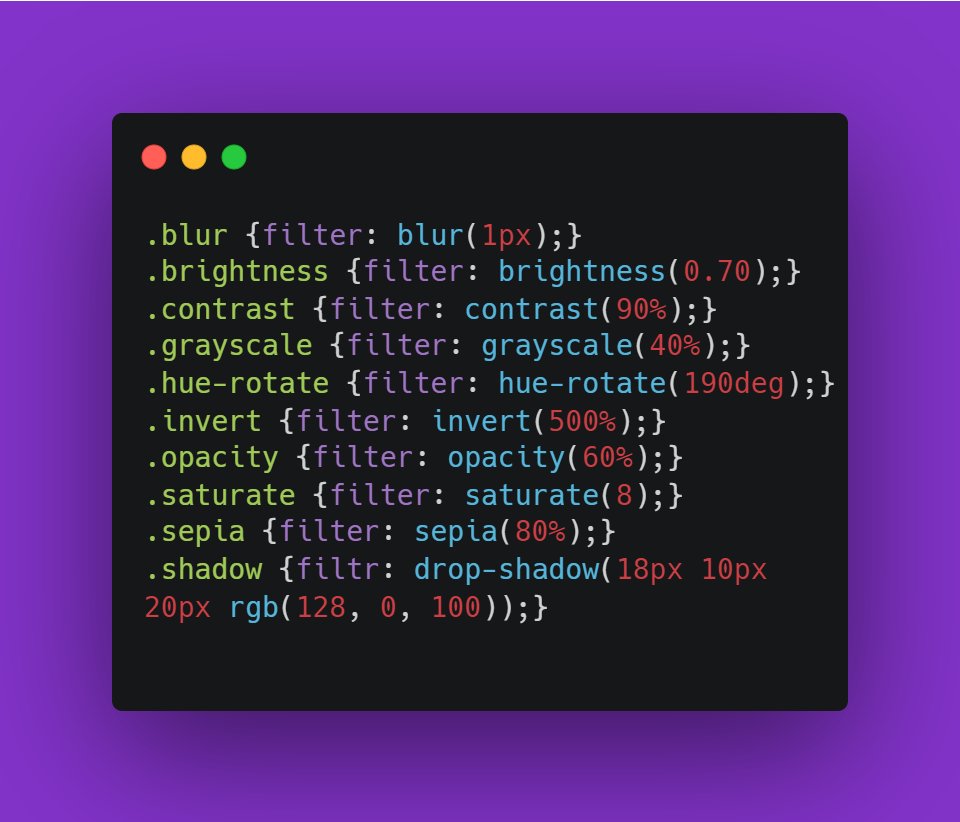 .blur {filter: blur(1px);}
.brightness {filter: brightness(0.70);}
.contrast {filter: contrast(90%);}
.grayscale {filter: grayscale(40%);}
.hue-rotate {filter: hue-rotate(190deg);}
.invert {filter: invert(500%);}
.opacity {filter: opacity(60%);}
.saturate {filter: saturate(8);}
.sepia {filter: sepia(80%);}
.shadow {filtr: drop-shadow(18px 10px
20px rgb(128, 0, 100));}